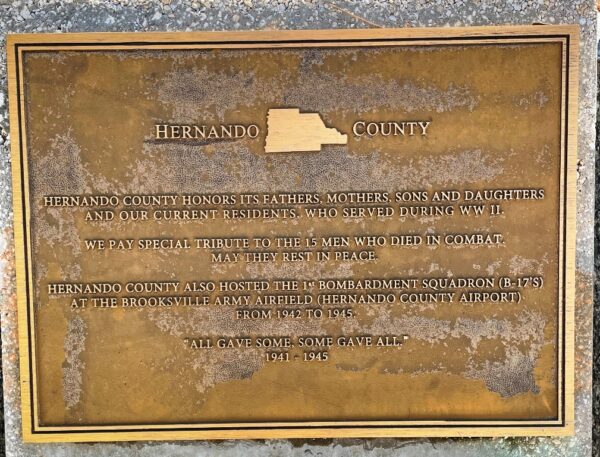 HERNANDO COUNTY
HERNANDO COUNTY HONORS ITS FATHERS, MOTHERS, SONS AND DAUGHTERS
AND OUR CURRENT RESIDENTS, WHO SERVED DURING WW II.
WE PAY SPECIAL TRIBUTE TO THE 15 MEN WHO DIED IN COMBAT.
MAY THEY REST IN PEACE.
HERNANDO COUNTY ALSO HOSTED THE 1st BOMBARDMENT SQUADRON (B-17'S)
AT THE BROOKSVILLE ARMY AIRFIELD (HERNANDO COUNTY AIRPORT)
FROM 1942 TO 1945.
"ALL GAVE SOME, SOME GAVE ALL."
1941 - 1945